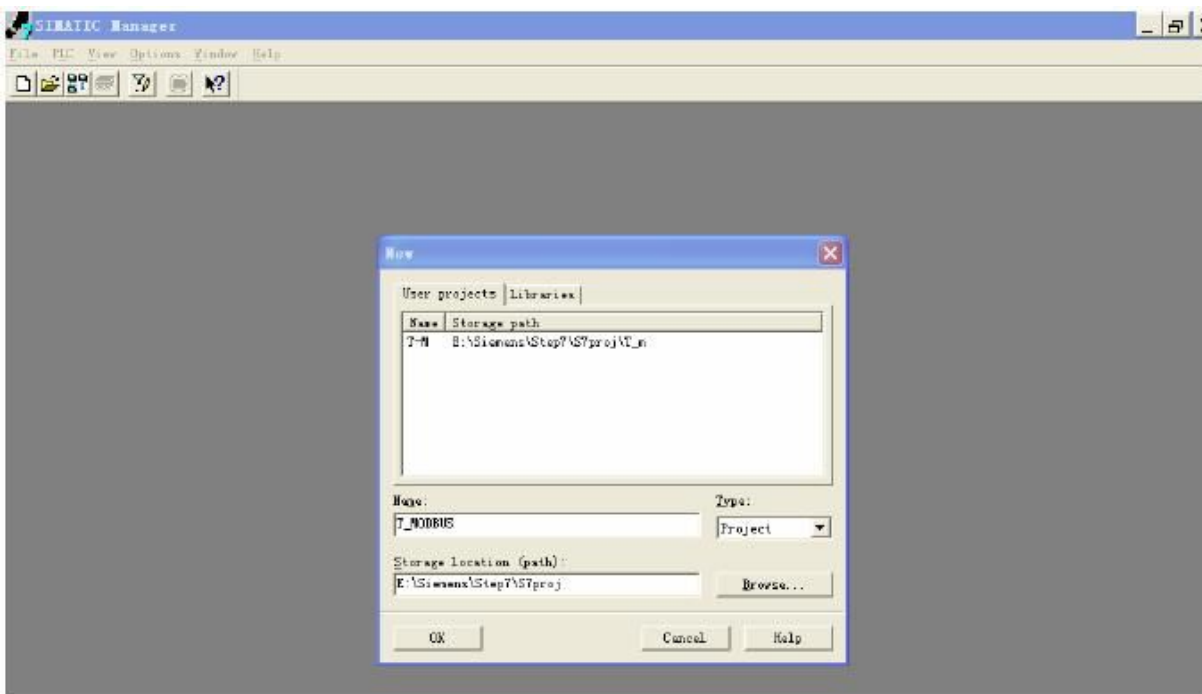 SIMATIC Manager
File PLC View Options Window Help
New
User projects Libraries
Name Storage path
T-M E:\Siemens\Step7\S7proj\T_m
Name:
T_MODBUS
Type:
Project
Storage location (path):
E:\Siemens\Step7\S7proj
Browse...
OK Cancel Help